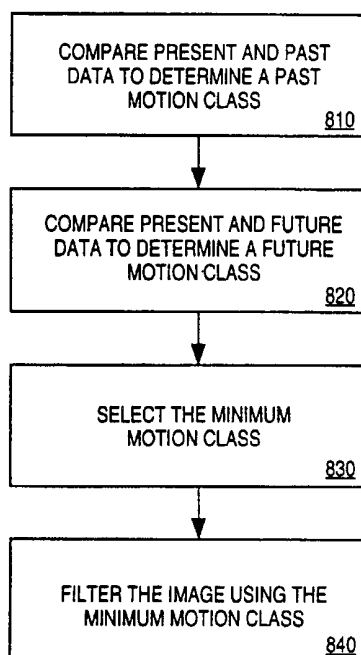 COMPARE PRESENT AND PAST
DATA TO DETERMINE A PAST
MOTION CLASS
810
COMPARE PRESENT AND FUTURE
DATA TO DETERMINE A FUTURE
MOTION CLASS
820
SELECT THE MINIMUM
MOTION CLASS
830
FILTER THE IMAGE USING THE
MINIMUM MOTION CLASS
840